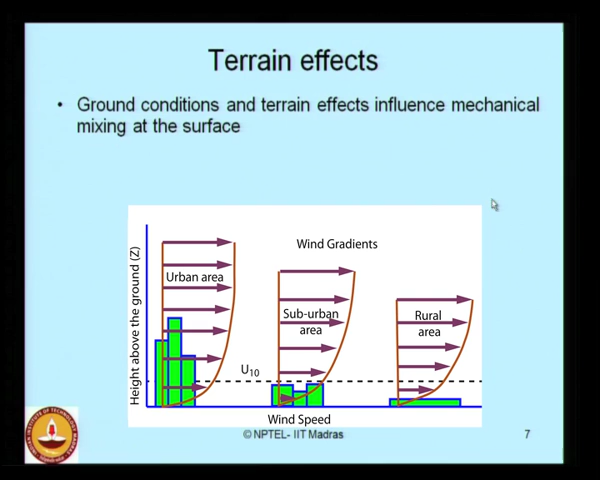 Terrain effects
• Ground conditions and terrain effects influence mechanical
mixing at the surface
Wind Gradients
Urban area
Sub-urban
area
Rural
area
Height above the ground (Z)
U10
Wind Speed
© NPTEL- IIT Madras
7